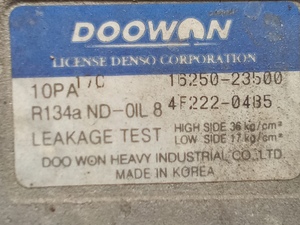 DOOWON
LICENSE DENSO CORPORATION
10PA17C 16250-23500
R134a ND-OIL 8 4F222-0485
LEAKAGE TEST HIGH SIDE 36 kg/cm²
LOW SIDE 17 kg/cm²
DOO WON HEAVY INDUSTRIAL CO.,LTD.
MADE IN KOREA